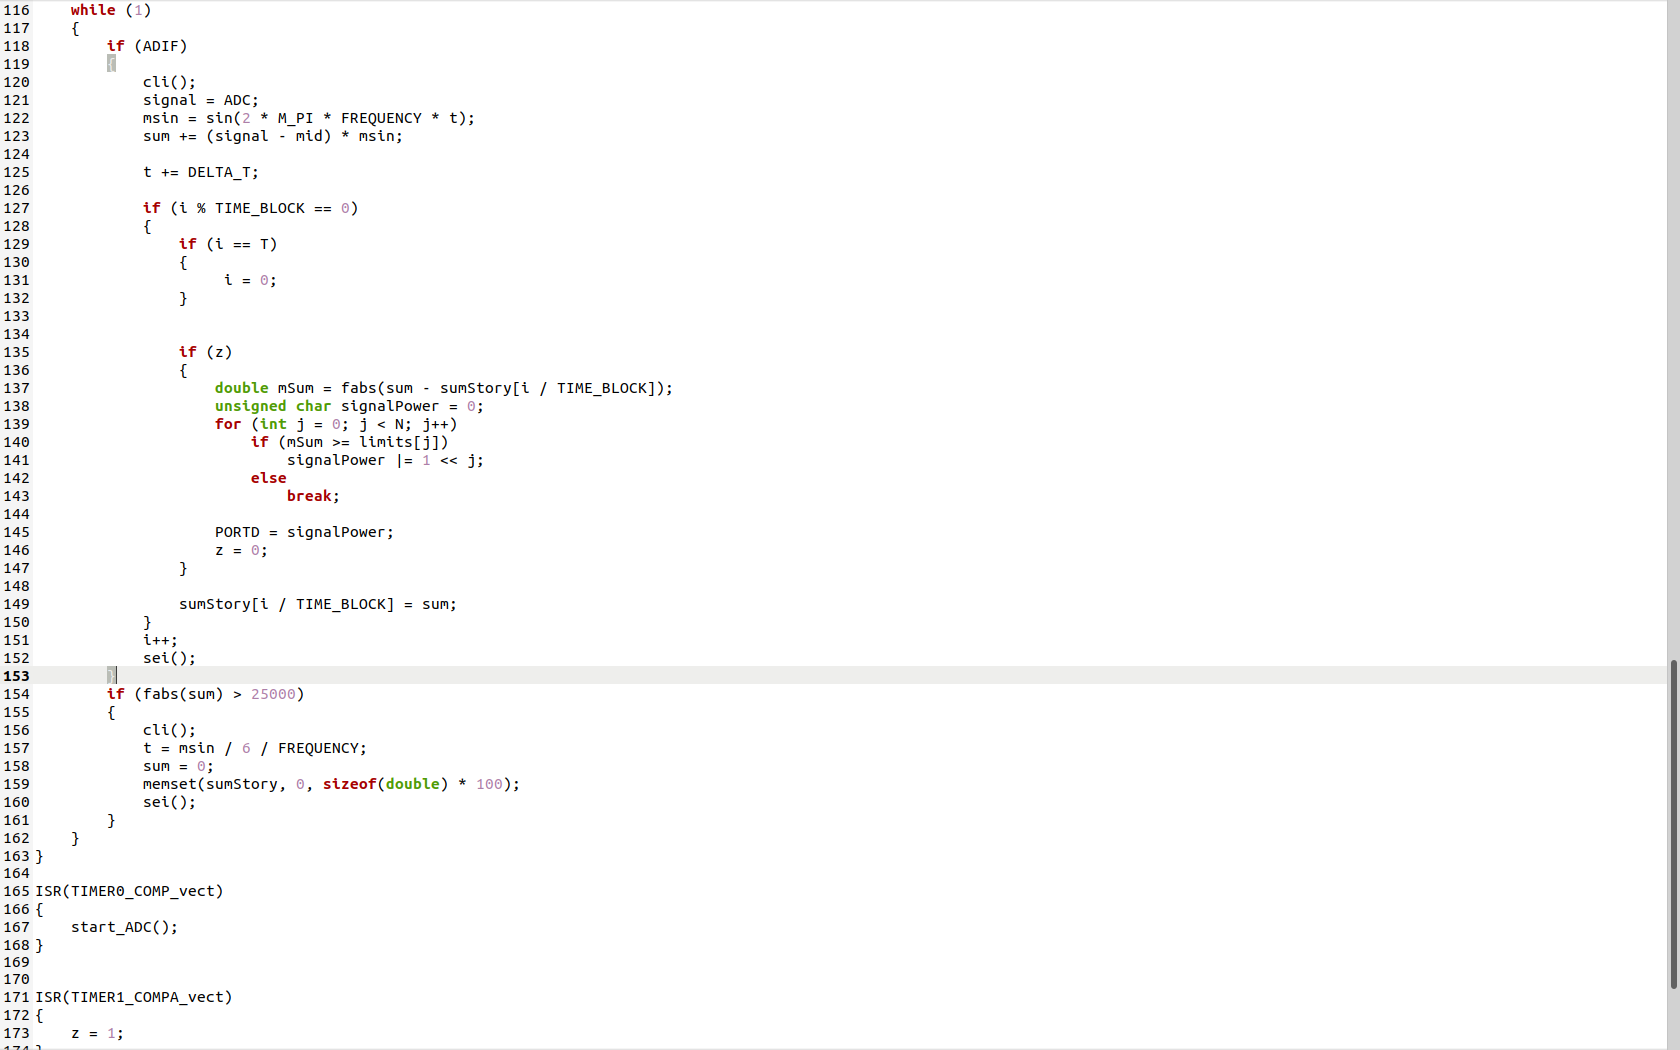 116 while (1)
117 {
118 if (ADIF)
119 {
120 cli();
121 signal = ADC;
122 msin = sin(2 * M_PI * FREQUENCY * t);
123 sum += (signal - mid) * msin;
124
125 t += DELTA_T;
126
127 if (i % TIME_BLOCK == 0)
128 {
129 if (i == T)
130 {
131 i = 0;
132 }
133
134
135 if (z)
136 {
137 double mSum = fabs(sum - sumStory[i / TIME_BLOCK]);
138 unsigned char signalPower = 0;
139 for (int j = 0; j < N; j++)
140 if (mSum >= limits[j])
141 signalPower |= 1 << j;
142 else
143 break;
144
145 PORTD = signalPower;
146 z = 0;
147 }
148
149 sumStory[i / TIME_BLOCK] = sum;
150 }
151 i++;
152 sei();
153 }
154 if (fabs(sum) > 25000)
155 {
156 cli();
157 t = msin / 6 / FREQUENCY;
158 sum = 0;
159 memset(sumStory, 0, sizeof(double) * 100);
160 sei();
161 }
162 }
163 }
164
165 ISR(TIMER0_COMP_vect)
166 {
167 start_ADC();
168 }
169
170
171 ISR(TIMER1_COMPA_vect)
172 {
173 z = 1;